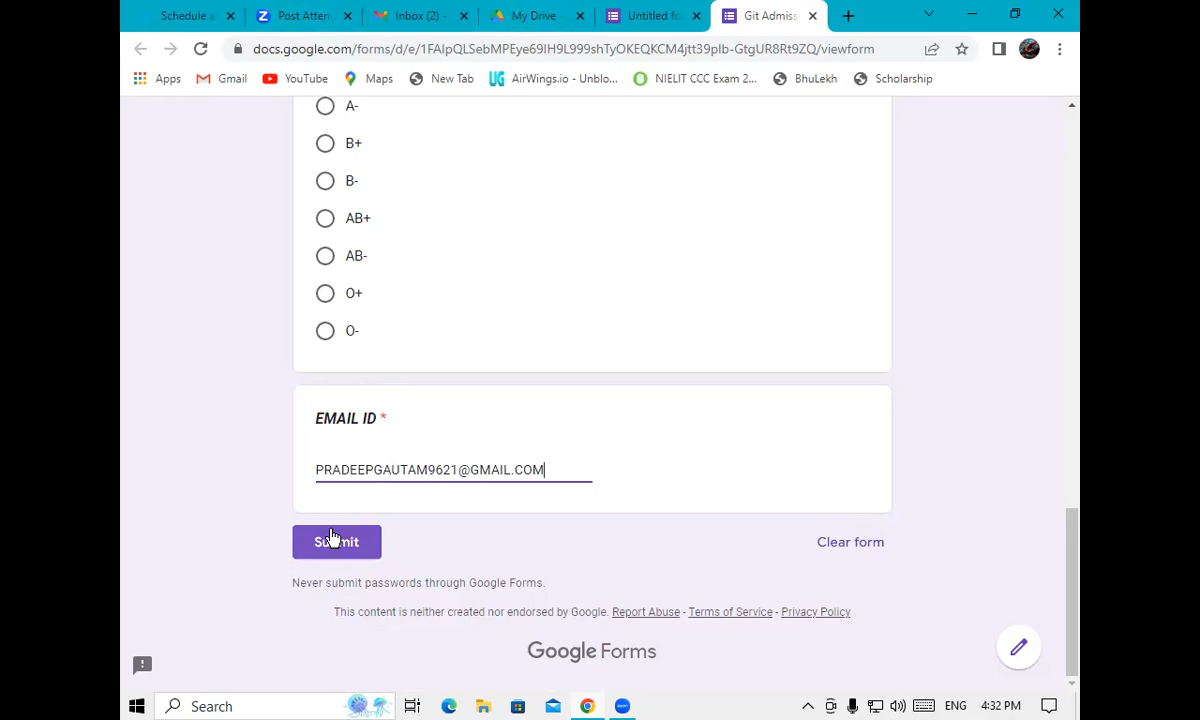 Schedule a
Post Atten
Inbox (2) -
My Drive -
Untitled fo
Git Admiss
docs.google.com/forms/d/e/1FAIpQLSebMPEye69IH9L999shTyOKEQKCM4jtt39plb-GtgUR8Rt9ZQ/viewform
Apps
Gmail
YouTube
Maps
New Tab
UG AirWings.io - Unblo...
NIELIT CCC Exam 2...
BhuLekh
Scholarship
A-
B+
B-
AB+
AB-
O+
O-
EMAIL ID *
PRADEEPGAUTAM9621@GMAIL.COM
Submit
Clear form
Never submit passwords through Google Forms.
This content is neither created nor endorsed by Google. Report Abuse - Terms of Service - Privacy Policy
Google Forms
Search
ENG
4:32 PM